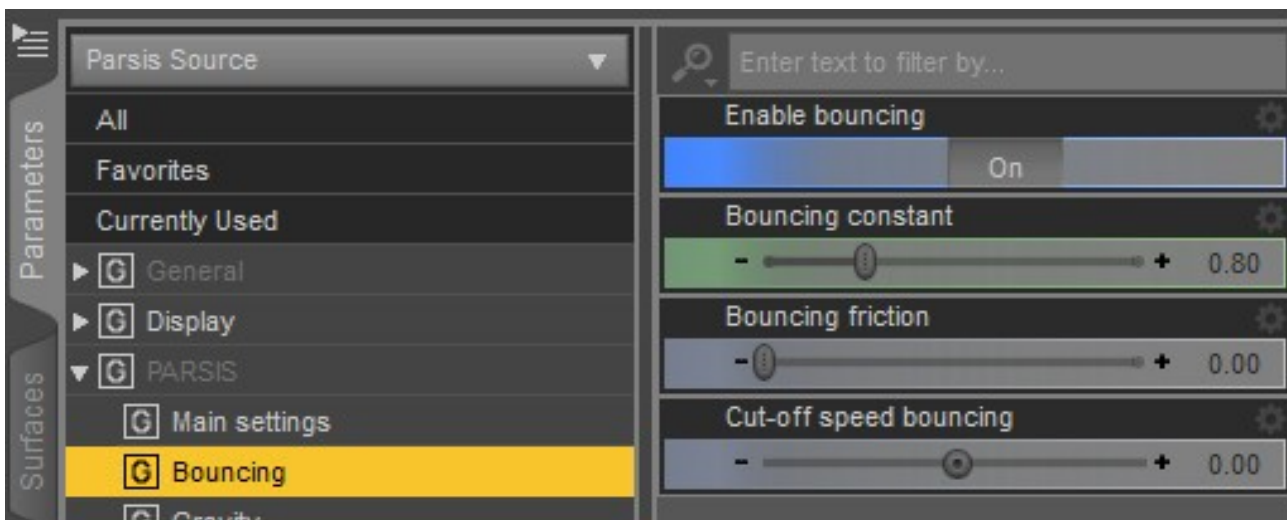 Parameters
Surfaces
Parsis Source
All
Favorites
Currently Used
G General
G Display
G PARSIS
G Main settings
G Bouncing
G Gravity
Enter text to filter by...
Enable bouncing
On
Bouncing constant
- + 0.80
Bouncing friction
- + 0.00
Cut-off speed bouncing
- + 0.00